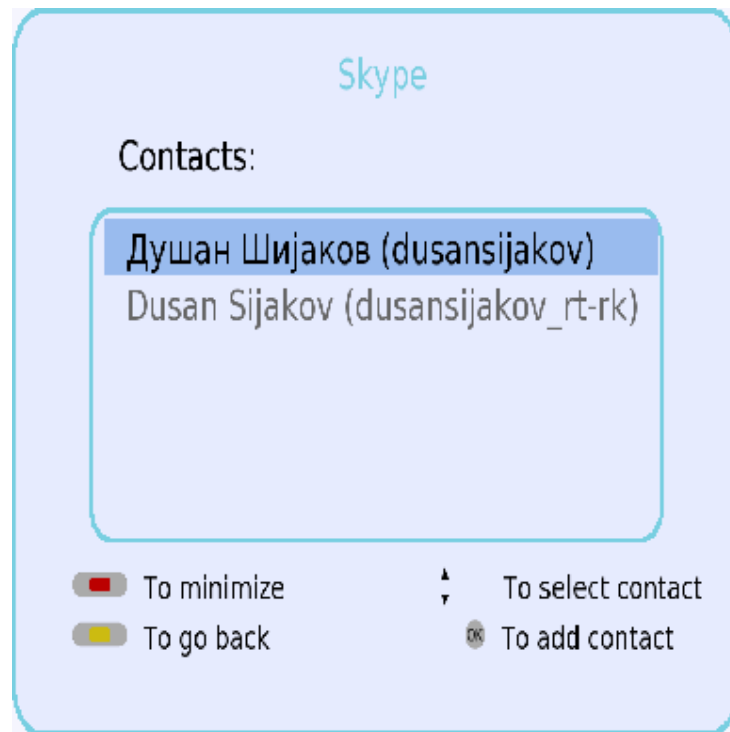 Skype
Contacts:
Душан Шијаков (dusansijakov)
Dusan Sijakov (dusansijakov_rt-rk)
To minimize
To select contact
To go back
OK To add contact